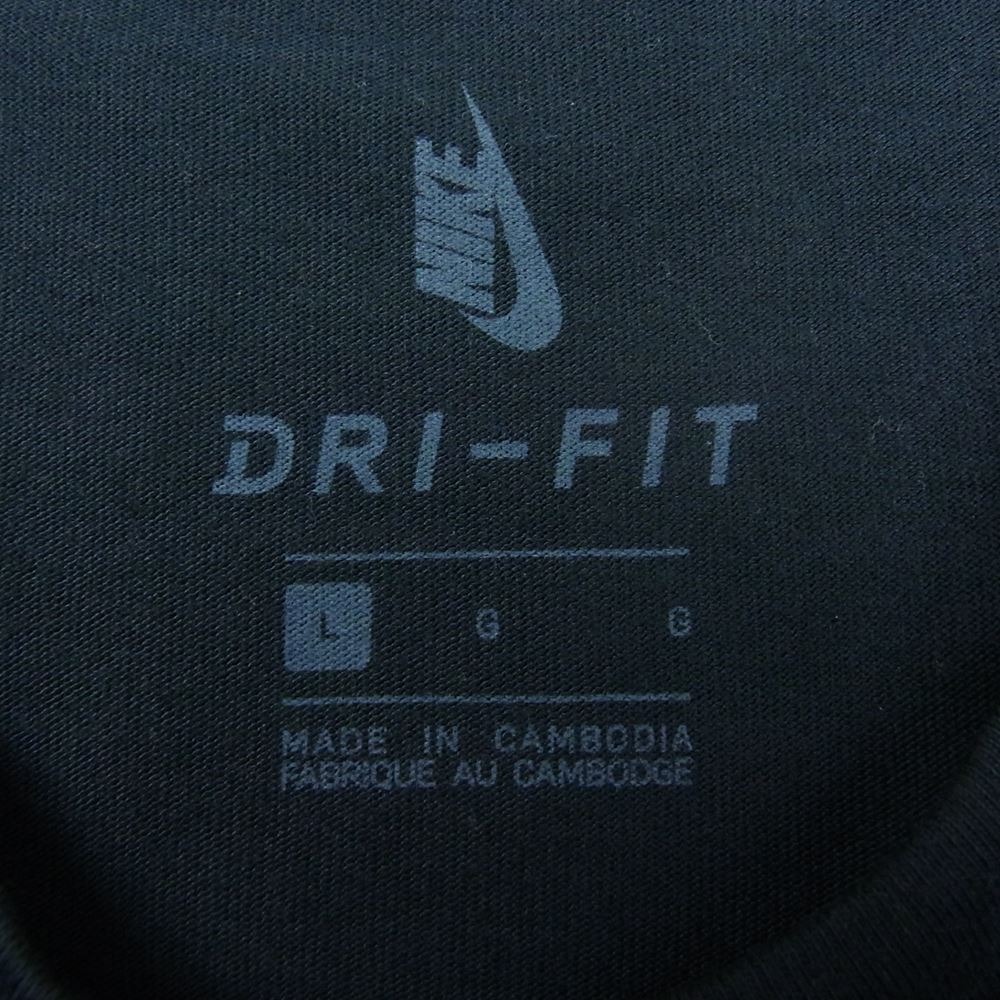 NIKE
DRI-FIT
L G G
MADE IN CAMBODIA
FABRIQUE AU CAMBODGE